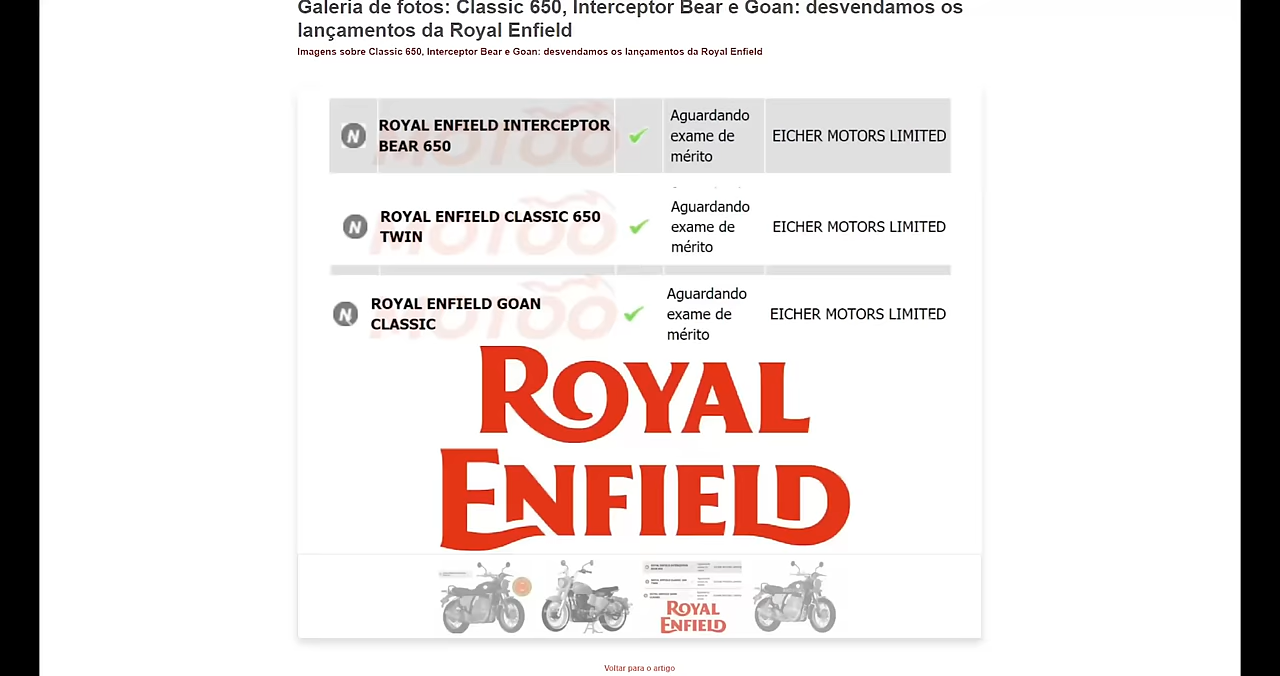 Galeria de fotos: Classic 650, Interceptor Bear e Goan: desvendamos os
lançamentos da Royal Enfield
Imagens sobre Classic 650, Interceptor Bear e Goan: desvendamos os lançamentos da Royal Enfield
N
ROYAL ENFIELD INTERCEPTOR
BEAR 650
Aguardando
exame de
mérito
EICHER MOTORS LIMITED
MOTOO
N
ROYAL ENFIELD CLASSIC 650
TWIN
Aguardando
exame de
mérito
EICHER MOTORS LIMITED
MOTOO
N
ROYAL ENFIELD GOAN
CLASSIC
Aguardando
exame de
mérito
EICHER MOTORS LIMITED
MOTOO
ROYAL
ENFIELD
ROYAL
ENFIELD
Voltar para o artigo